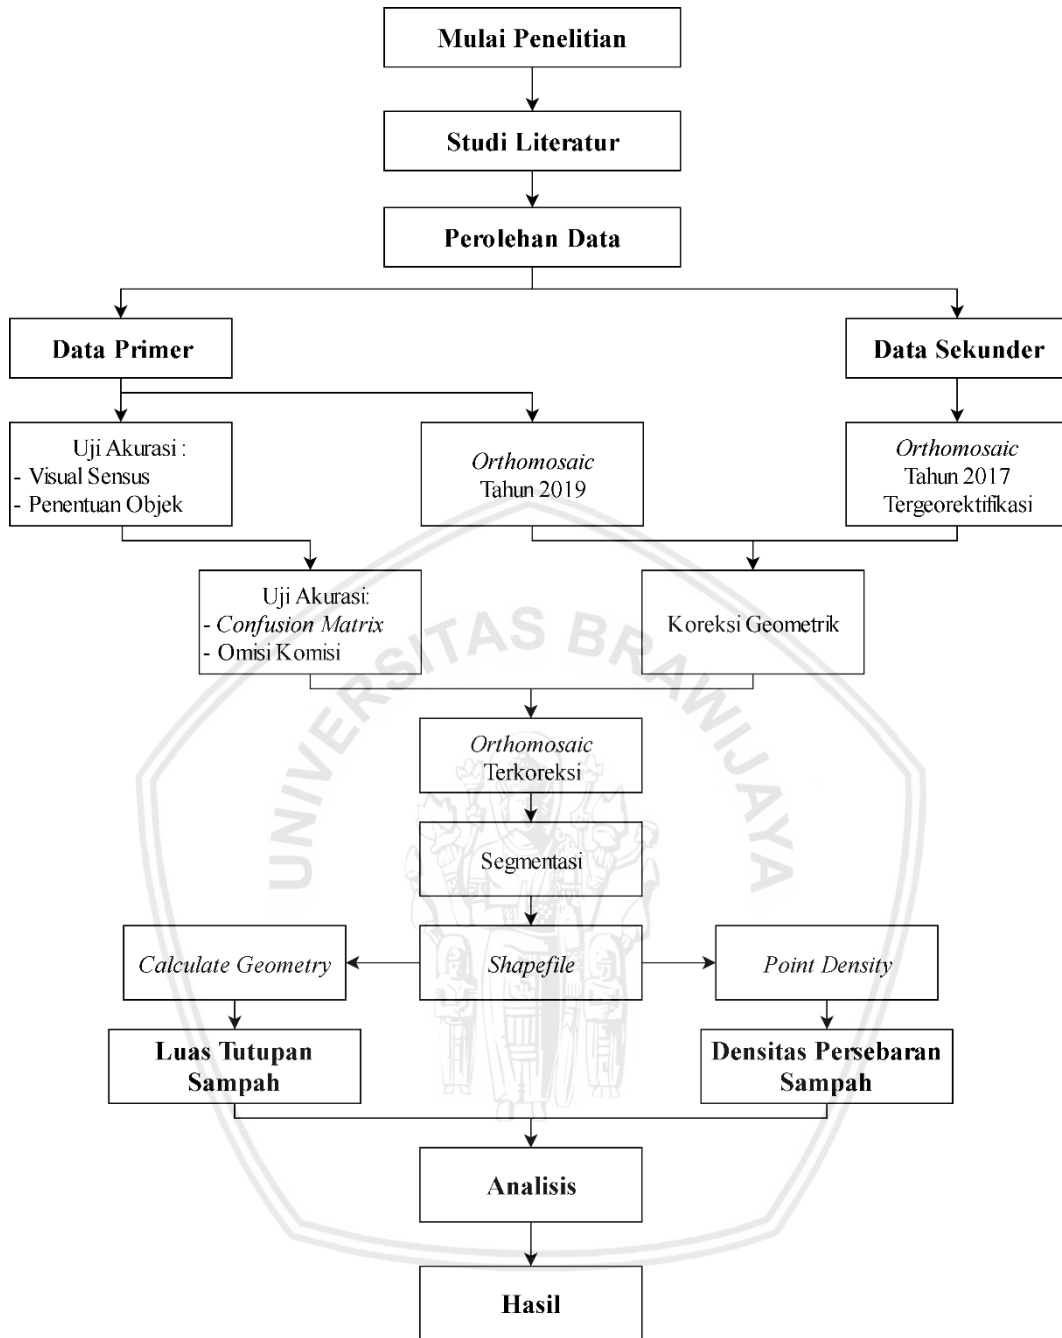 Mulai Penelitian
Studi Literatur
Perolehan Data
Data Primer
Data Sekunder
Uji Akurasi :
- Visual Sensus
- Penentuan Objek
Orthomosaic
Tahun 2019
Orthomosaic
Tahun 2017
Tergeorektifikasi
Uji Akurasi:
- Confusion Matrix
- Omisi Komisi
Koreksi Geometrik
UNIVERSITAS BRAWIJAYA
Orthomosaic
Terkoreksi
Segmentasi
Calculate Geometry
Shapefile
Point Density
Luas Tutupan
Sampah
Densitas Persebaran
Sampah
Analisis
Hasil